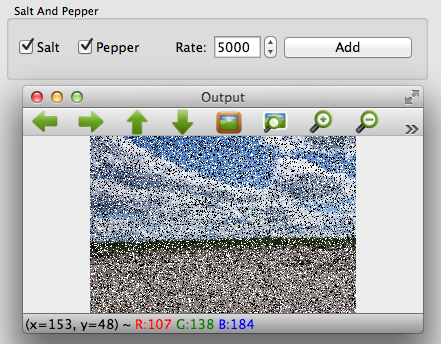 Salt And Pepper
Salt Pepper Rate: 5000 Add
Output
(x=153, y=48) ~ R:107 G:138 B:184